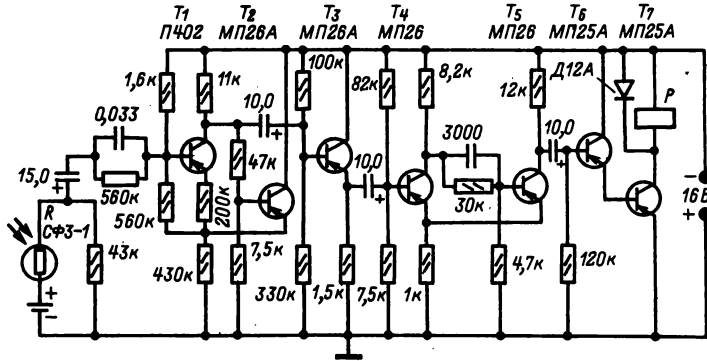 T1 T2 T3 T4 T5 T6 T7
П402 МП26А МП26А МП26 МП26 МП25А МП25А
1,6к 11к 100к 82к 8,2к 12к Д12А Р
0,033 10,0 3000 10,0
15,0 + 47к + 10,0 + +
560к 560к 200к 30к − 16В +
R
СФ3-1
43к 430к 7,5к 330к 1,5к 7,5к 1к 4,7к 120к
+
−